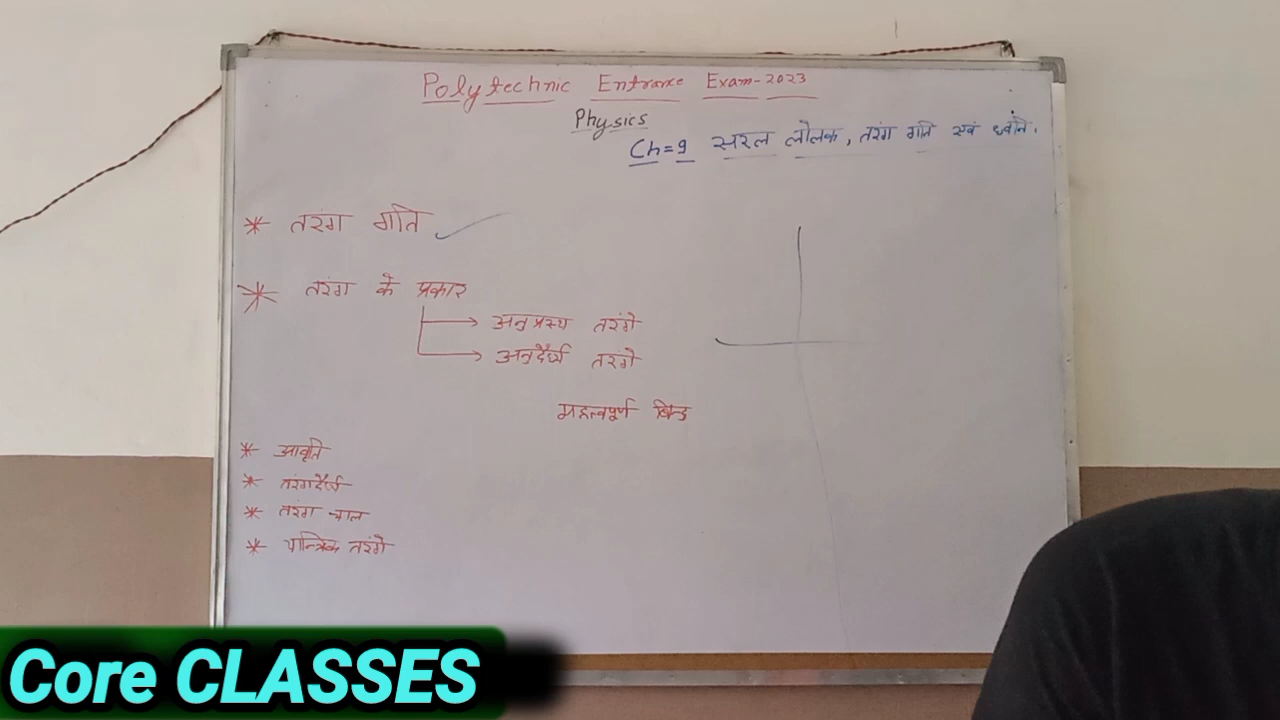 Polytechnic Entrance Exam-2023
Physics
Ch=9 सरल लोलक, तरंग गति एवं ध्वनि.
* तरंग गति
* तरंग के प्रकार
अनुप्रस्थ तरंगे
अनुदैर्ध्य तरंगे
महत्वपूर्ण बिन्दु
* आवृति
* तरंगदैर्ध्य
* तरंग चाल
* यान्त्रिक तरंगे
Core CLASSES